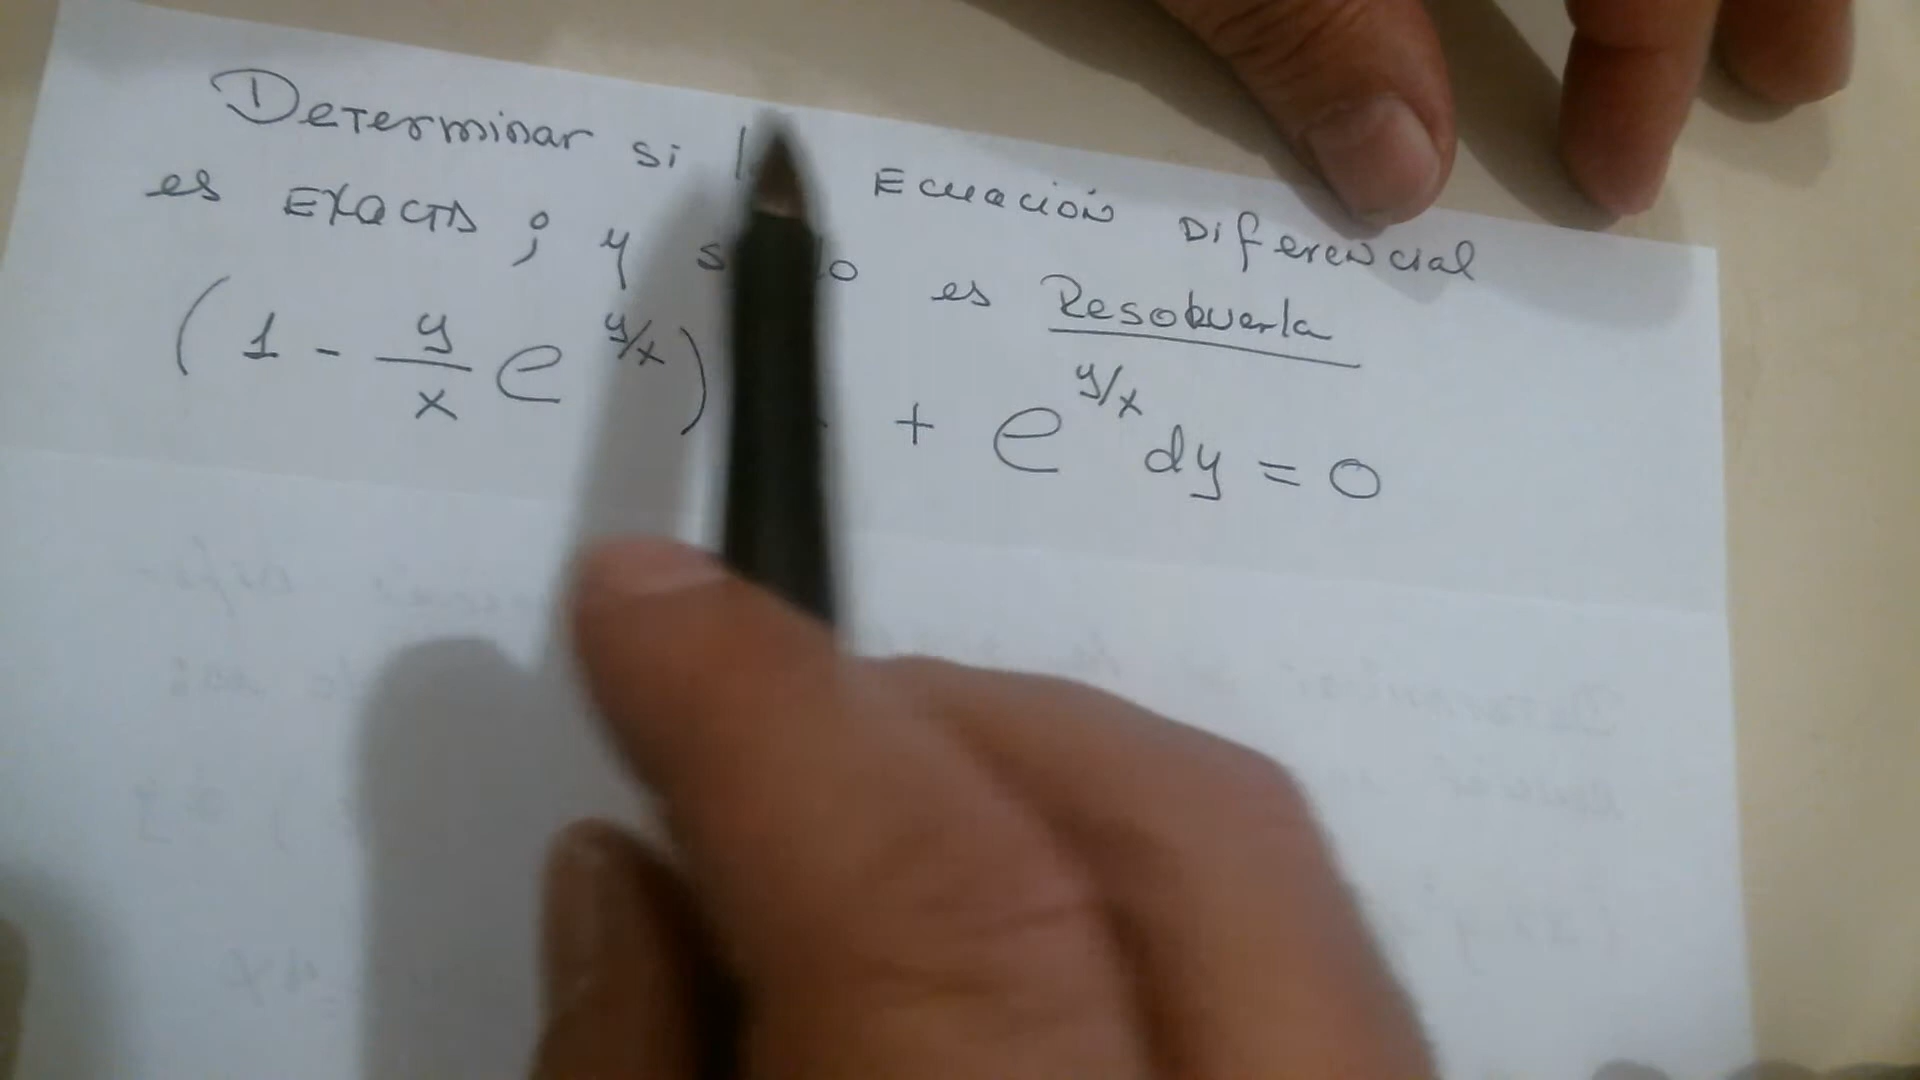 Determinar si Ecuación Diferencial
es EXACTA ; y es Resolverla
(1 - y/x e^y/x) + e^y/x dy = 0